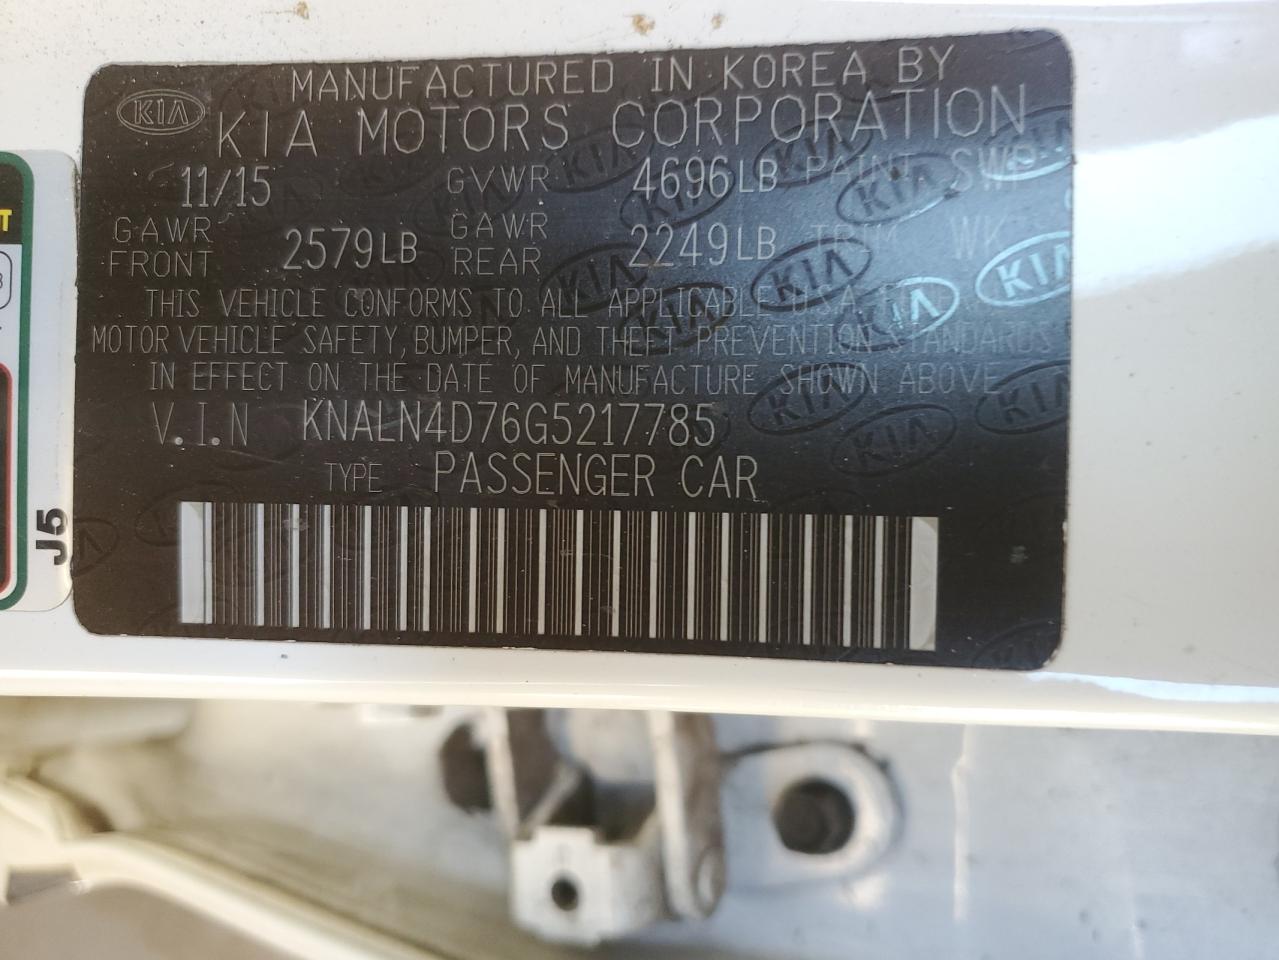 MANUFACTURED IN KOREA BY
KIA
KIA MOTORS CORPORATION
11/15 GVWR 4696LB PAINT SWP
GAWR FRONT 2579LB GAWR REAR 2249LB TRIM WK
THIS VEHICLE CONFORMS TO ALL APPLICABLE U.S.A. FEDERAL
MOTOR VEHICLE SAFETY, BUMPER, AND THEFT PREVENTION STANDARDS
IN EFFECT ON THE DATE OF MANUFACTURE SHOWN ABOVE
V.I.N KNALN4D76G5217785
TYPE PASSENGER CAR
J5